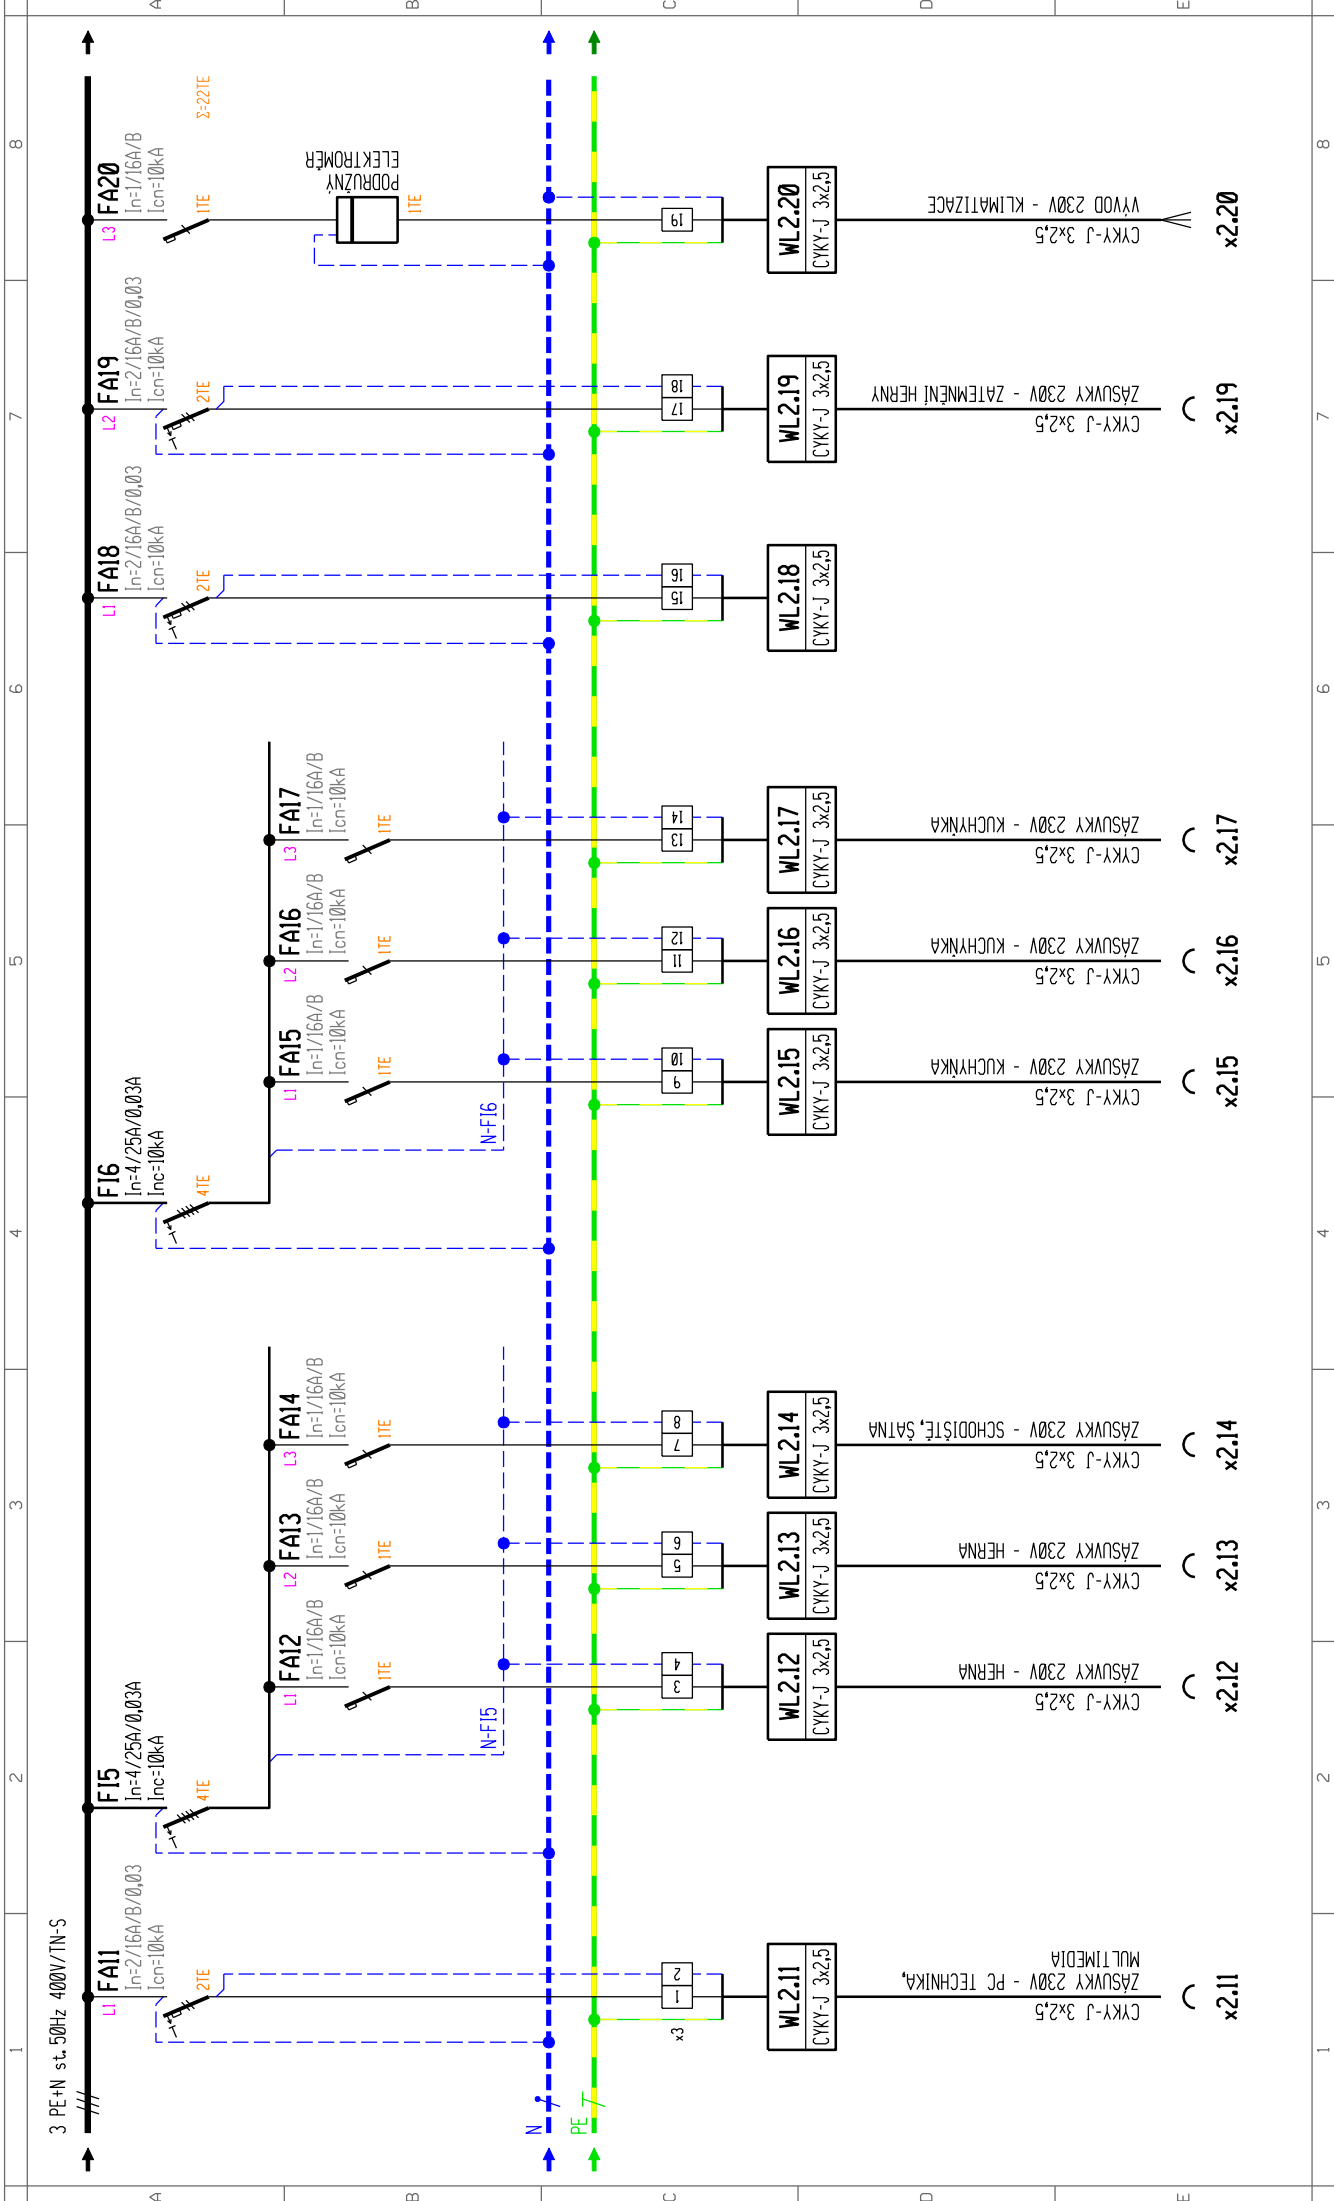 1 2 3 4 5 6 7 8
A
B
C
D
E
3 PE+N st. 50Hz 400V/TN-S
N
PE
L1
FA11
In=2/16A/B/0,03
Icn=10kA
2TE
FI5
In=4/25A/0,03A
Inc=10kA
4TE
N-FI5
L1
FA12
In=1/16A/B
Icn=10kA
1TE
L2
FA13
In=1/16A/B
Icn=10kA
1TE
L3
FA14
In=1/16A/B
Icn=10kA
1TE
FI6
In=4/25A/0,03A
Inc=10kA
4TE
N-FI6
L1
FA15
In=1/16A/B
Icn=10kA
1TE
L2
FA16
In=1/16A/B
Icn=10kA
1TE
L3
FA17
In=1/16A/B
Icn=10kA
1TE
L1
FA18
In=2/16A/B/0,03
Icn=10kA
2TE
L2
FA19
In=2/16A/B/0,03
Icn=10kA
2TE
L3
FA20
In=1/16A/B
Icn=10kA
1TE
Σ=22TE
PODRUŽNÝ
ELEKTROMĚR
1TE
x3
1 2
3 4
5 6
7 8
9 10
11 12
13 14
15 16
17 18
19
WL2.11
CYKY-J 3x2,5
WL2.12
CYKY-J 3x2,5
WL2.13
CYKY-J 3x2,5
WL2.14
CYKY-J 3x2,5
WL2.15
CYKY-J 3x2,5
WL2.16
CYKY-J 3x2,5
WL2.17
CYKY-J 3x2,5
WL2.18
CYKY-J 3x2,5
WL2.19
CYKY-J 3x2,5
WL2.20
CYKY-J 3x2,5
CYKY-J 3x2,5
ZÁSUVKY 230V - PC TECHNIKA,
MULTIMEDIA
x2.11
CYKY-J 3x2,5
ZÁSUVKY 230V - HERNA
x2.12
CYKY-J 3x2,5
ZÁSUVKY 230V - HERNA
x2.13
CYKY-J 3x2,5
ZÁSUVKY 230V - SCHODIŠTĚ, ŠATNA
x2.14
CYKY-J 3x2,5
ZÁSUVKY 230V - KUCHYŇKA
x2.15
CYKY-J 3x2,5
ZÁSUVKY 230V - KUCHYŇKA
x2.16
CYKY-J 3x2,5
ZÁSUVKY 230V - KUCHYŇKA
x2.17
CYKY-J 3x2,5
ZÁSUVKY 230V - ZATEMNĚNÍ HERNY
x2.19
CYKY-J 3x2,5
VÝVOD 230V - KLIMATIZACE
x2.20
A
B
C
D
E
1 2 3 4 5 6 7 8